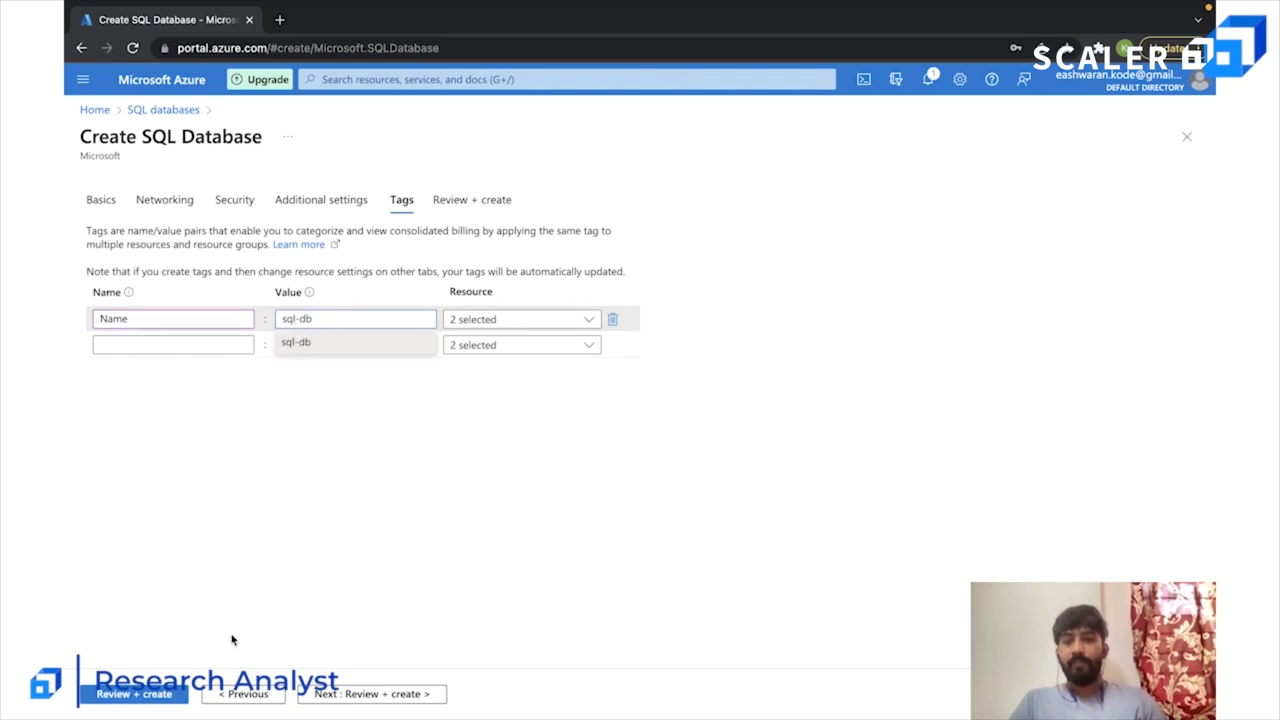 Create SQL Database - Micros
portal.azure.com/#create/Microsoft.SQLDatabase
SCALER
Microsoft Azure
Upgrade
Search resources, services, and docs (G+/)
1
eashwaran.kode@gmail...
DEFAULT DIRECTORY
Home > SQL databases >
Create SQL Database ...
Microsoft
Basics Networking Security Additional settings Tags Review + create
Tags are name/value pairs that enable you to categorize and view consolidated billing by applying the same tag to
multiple resources and resource groups. Learn more
Note that if you create tags and then change resource settings on other tabs, your tags will be automatically updated.
Name Value Resource
Name : sql-db 2 selected
: 2 selected
sql-db
Research Analyst
Review + create < Previous Next : Review + create >